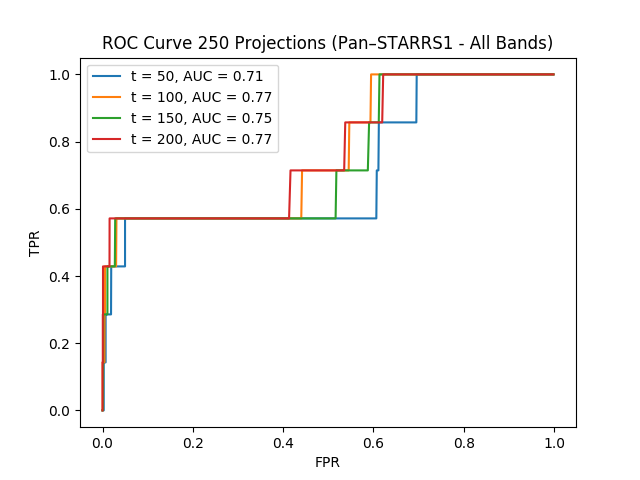 ROC Curve 250 Projections (Pan–STARRS1 - All Bands)
t = 50, AUC = 0.71
t = 100, AUC = 0.77
t = 150, AUC = 0.75
t = 200, AUC = 0.77
1.0
0.8
0.6
0.4
0.2
0.0
TPR
0.0 0.2 0.4 0.6 0.8 1.0
FPR